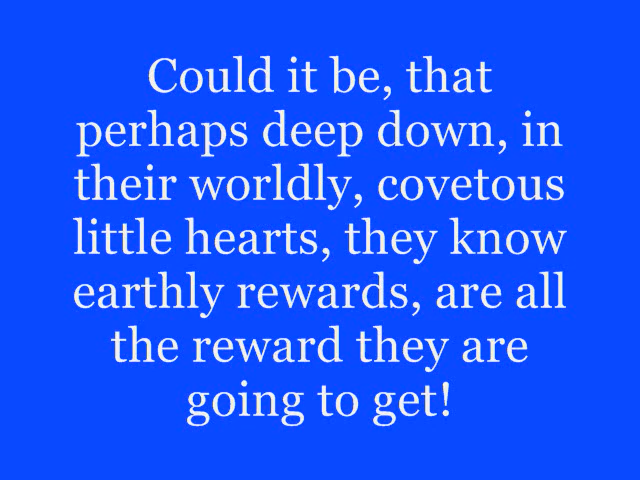 Could it be, that
perhaps deep down, in
their worldly, covetous
little hearts, they know
earthly rewards, are all
the reward they are
going to get!